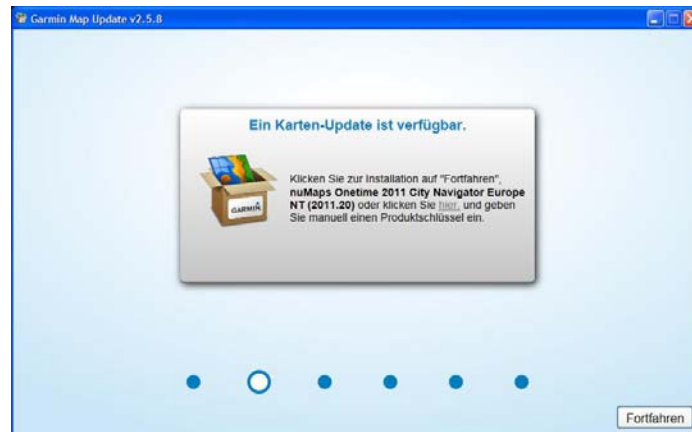 Garmin Map Update v2.5.8
Ein Karten-Update ist verfügbar.
Klicken Sie zur Installation auf "Fortfahren",
nuMaps Onetime 2011 City Navigator Europe
NT (2011.20) oder klicken Sie hier, und geben
Sie manuell einen Produktschlüssel ein.
GARMIN
Fortfahren